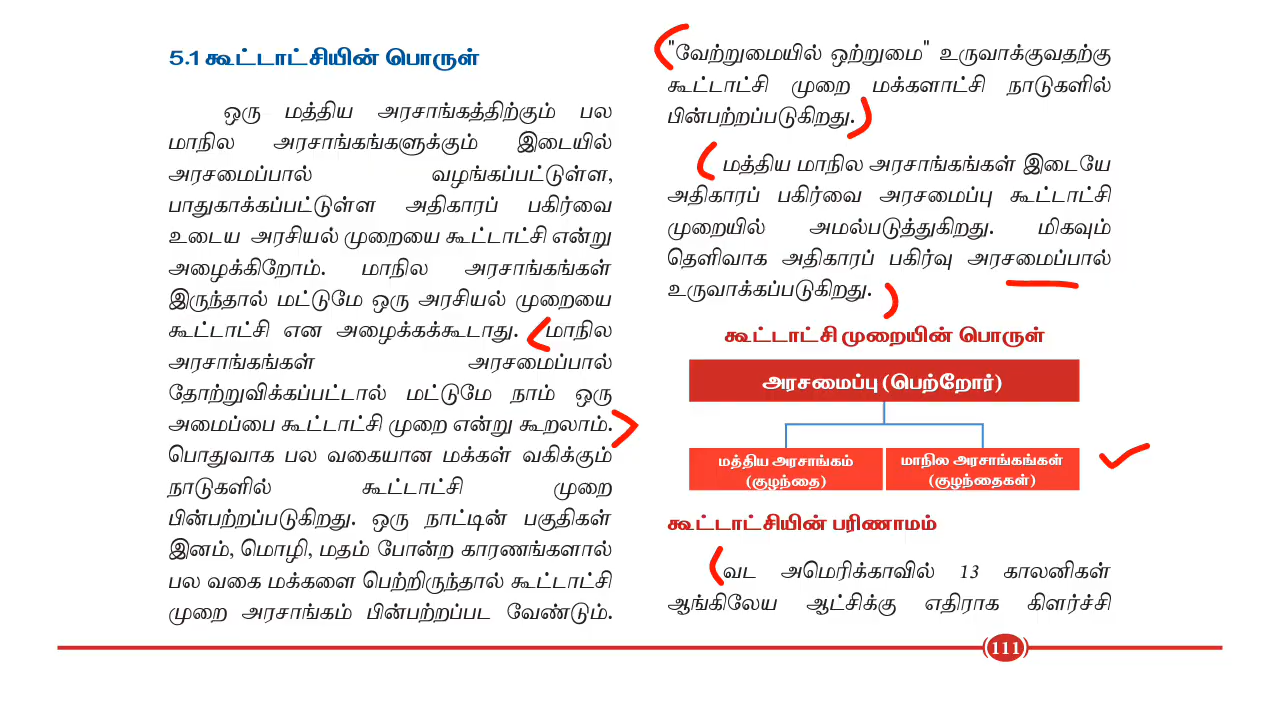 5.1 கூட்டாட்சியின் பொருள்
ஒரு மத்திய அரசாங்கத்திற்கும் பல
மாநில அரசாங்கங்களுக்கும் இடையில்
அரசமைப்பால் வழங்கப்பட்டுள்ள,
பாதுகாக்கப்பட்டுள்ள அதிகாரப் பகிர்வை
உடைய அரசியல் முறையை கூட்டாட்சி என்று
அழைக்கிறோம். மாநில அரசாங்கங்கள்
இருந்தால் மட்டுமே ஒரு அரசியல் முறையை
கூட்டாட்சி என அழைக்கக்கூடாது. மாநில
அரசாங்கங்கள் அரசமைப்பால்
தோற்றுவிக்கப்பட்டால் மட்டுமே நாம் ஒரு
அமைப்பை கூட்டாட்சி முறை என்று கூறலாம்.
பொதுவாக பல வகையான மக்கள் வகிக்கும்
நாடுகளில் கூட்டாட்சி முறை
பின்பற்றப்படுகிறது. ஒரு நாட்டின் பகுதிகள்
இனம், மொழி, மதம் போன்ற காரணங்களால்
பல வகை மக்களை பெற்றிருந்தால் கூட்டாட்சி
முறை அரசாங்கம் பின்பற்றப்பட வேண்டும்.
"வேற்றுமையில் ஒற்றுமை" உருவாக்குவதற்கு
கூட்டாட்சி முறை மக்களாட்சி நாடுகளில்
பின்பற்றப்படுகிறது.
மத்திய மாநில அரசாங்கங்கள் இடையே
அதிகாரப் பகிர்வை அரசமைப்பு கூட்டாட்சி
முறையில் அமல்படுத்துகிறது. மிகவும்
தெளிவாக அதிகாரப் பகிர்வு அரசமைப்பால்
உருவாக்கப்படுகிறது.
கூட்டாட்சி முறையின் பொருள்
அரசமைப்பு (பெற்றோர்)
மத்திய அரசாங்கம்
(குழந்தை)
மாநில அரசாங்கங்கள்
(குழந்தைகள்)
கூட்டாட்சியின் பரிணாமம்
வட அமெரிக்காவில் 13 காலனிகள்
ஆங்கிலேய ஆட்சிக்கு எதிராக கிளர்ச்சி
111